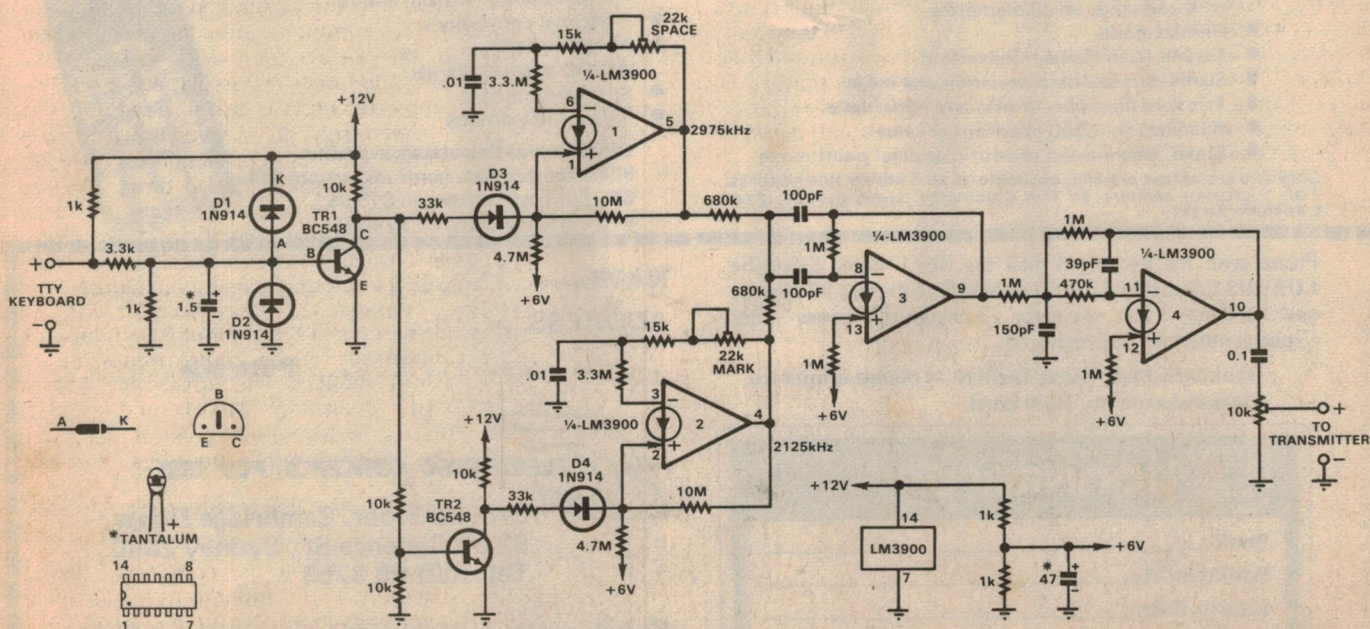 22k
SPACE
15k
.01
3.3.M
¼-LM3900
6
−
1
5
2975kHz
1
+
+12V
1k
10k
K
D1
1N914
A
TR1
BC548
C
B
E
33k
D3
1N914
10M
680k
4.7M
+6V
3.3k
+
TTY
KEYBOARD
−
1k
*
1.5
+
−
D2
1N914
100pF
1M
¼-LM3900
8
−
3
9
13
+
100pF
680k
1M
+6V
1M
39pF
¼-LM3900
1M
470k
11
−
4
10
12
+
150pF
1M
+6V
0.1
10k
+
TO
TRANSMITTER
−
15k
22k
MARK
.01
3.3M
¼-LM3900
3
−
2
4
2125kHz
2
+
A
K
B
E
C
+12V
10k
10k
TR2
BC548
33k
D4
1N914
10M
4.7M
+6V
10k
+
*TANTALUM
14
8
1
7
+12V
14
LM3900
7
1k
+6V
1k
*
47
+
−